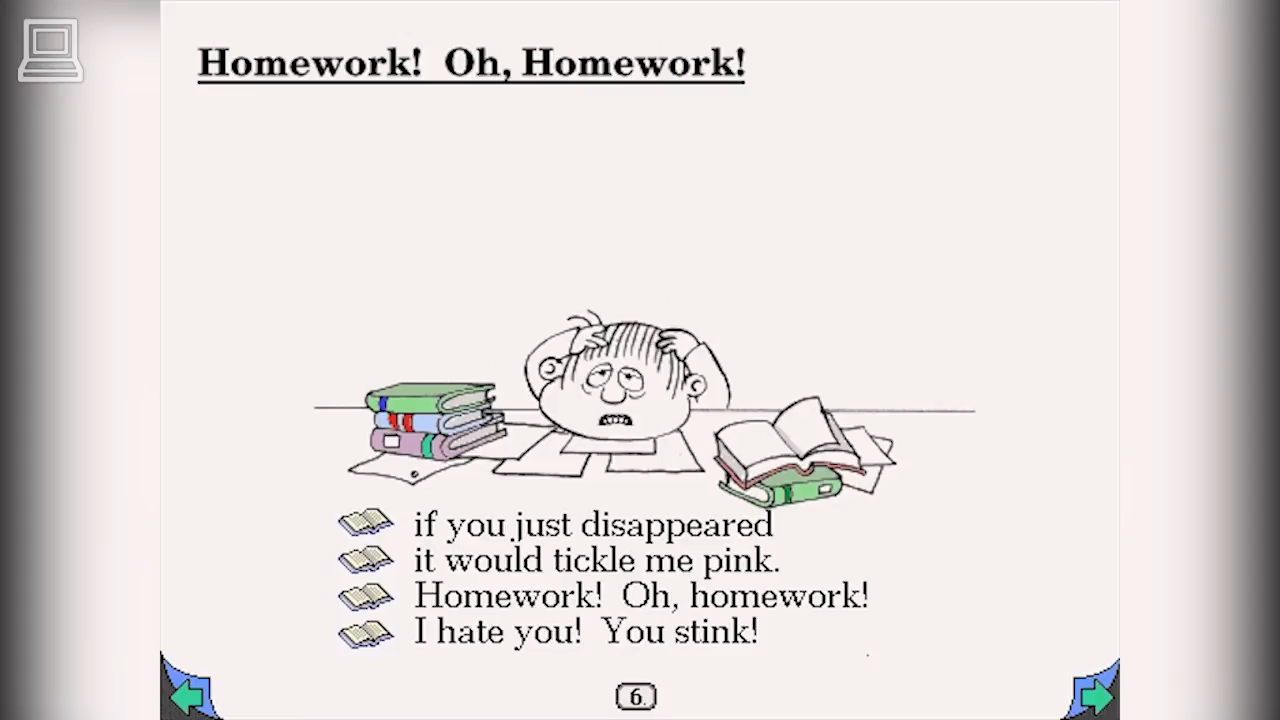 Homework!  Oh, Homework!
if you just disappeared
it would tickle me pink.
Homework!  Oh, homework!
I hate you!  You stink!
6.